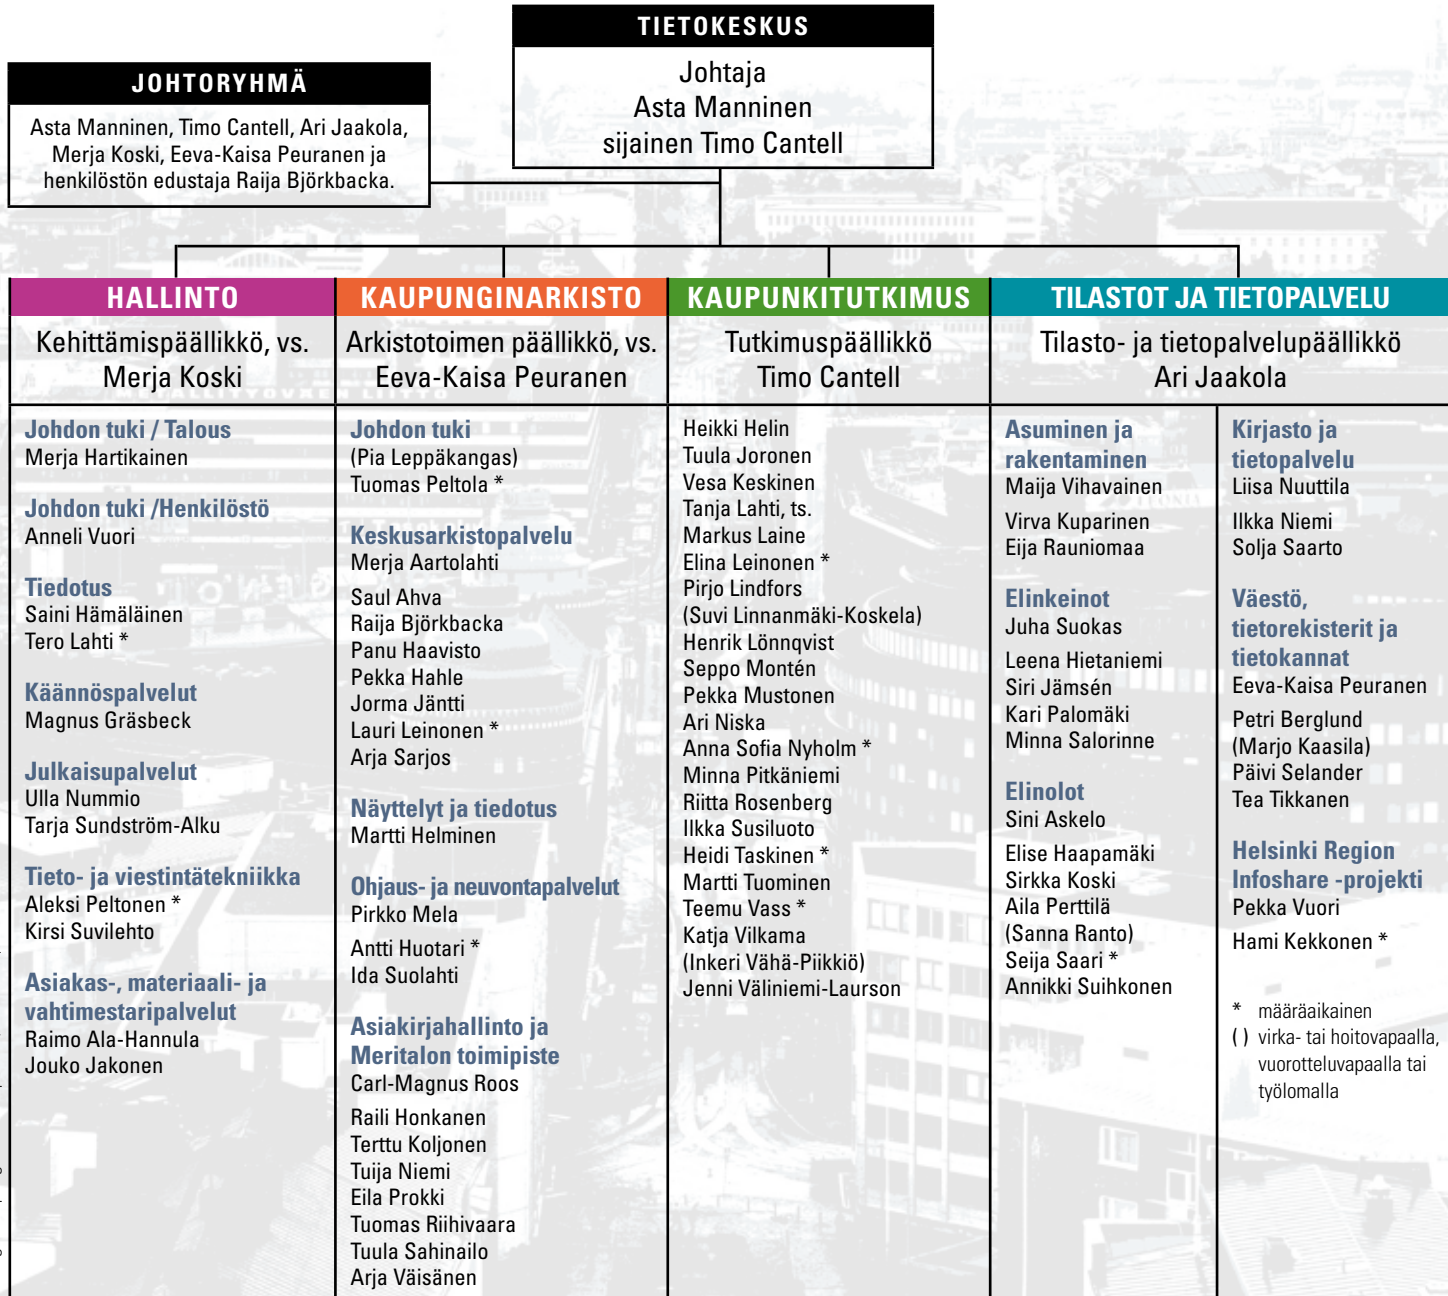 TIETOKESKUS
Johtaja
Asta Manninen
sijainen Timo Cantell
JOHTORYHMÄ
Asta Manninen, Timo Cantell, Ari Jaakola,
Merja Koski, Eeva-Kaisa Peuranen ja
henkilöstön edustaja Raija Björkbacka.
HALLINTO
Kehittämispäällikkö, vs.
Merja Koski
Johdon tuki / Talous
Merja Hartikainen
Johdon tuki /Henkilöstö
Anneli Vuori
Tiedotus
Saini Hämäläinen
Tero Lahti *
Käännöspalvelut
Magnus Gräsbeck
Julkaisupalvelut
Ulla Nummio
Tarja Sundström-Alku
Tieto- ja viestintätekniikka
Aleksi Peltonen *
Kirsi Suvilehto
Asiakas-, materiaali- ja
vahtimestaripalvelut
Raimo Ala-Hannula
Jouko Jakonen
KAUPUNGINARKISTO
Arkistotoimen päällikkö, vs.
Eeva-Kaisa Peuranen
Johdon tuki
(Pia Leppäkangas)
Tuomas Peltola *
Keskusarkistopalvelu
Merja Aartolahti
Saul Ahva
Raija Björkbacka
Panu Haavisto
Pekka Hahle
Jorma Jäntti
Lauri Leinonen *
Arja Sarjos
Näyttelyt ja tiedotus
Martti Helminen
Ohjaus- ja neuvontapalvelut
Pirkko Mela
Antti Huotari *
Ida Suolahti
Asiakirjahallinto ja
Meritalon toimipiste
Carl-Magnus Roos
Raili Honkanen
Terttu Koljonen
Tuija Niemi
Eila Prokki
Tuomas Riihivaara
Tuula Sahinailo
Arja Väisänen
KAUPUNKITUTKIMUS
Tutkimuspäällikkö
Timo Cantell
Heikki Helin
Tuula Joronen
Vesa Keskinen
Tanja Lahti, ts.
Markus Laine
Elina Leinonen *
Pirjo Lindfors
(Suvi Linnanmäki-Koskela)
Henrik Lönnqvist
Seppo Montén
Pekka Mustonen
Ari Niska
Anna Sofia Nyholm *
Minna Pitkäniemi
Riitta Rosenberg
Ilkka Susiluoto
Heidi Taskinen *
Martti Tuominen
Teemu Vass *
Katja Vilkama
(Inkeri Vähä-Piikkiö)
Jenni Väliniemi-Laurson
TILASTOT JA TIETOPALVELU
Tilasto- ja tietopalvelupäällikkö
Ari Jaakola
Asuminen ja
rakentaminen
Maija Vihavainen
Virva Kuparinen
Eija Rauniomaa
Elinkeinot
Juha Suokas
Leena Hietaniemi
Siri Jämsén
Kari Palomäki
Minna Salorinne
Elinolot
Sini Askelo
Elise Haapamäki
Sirkka Koski
Aila Perttilä
(Sanna Ranto)
Seija Saari *
Annikki Suihkonen
Kirjasto ja
tietopalvelu
Liisa Nuuttila
Ilkka Niemi
Solja Saarto
Väestö,
tietorekisterit ja
tietokannat
Eeva-Kaisa Peuranen
Petri Berglund
(Marjo Kaasila)
Päivi Selander
Tea Tikkanen
Helsinki Region
Infoshare -projekti
Pekka Vuori
Hami Kekkonen *
* määräaikainen
( ) virka- tai hoitovapaalla,
vuorotteluvapaalla tai
työlomalla